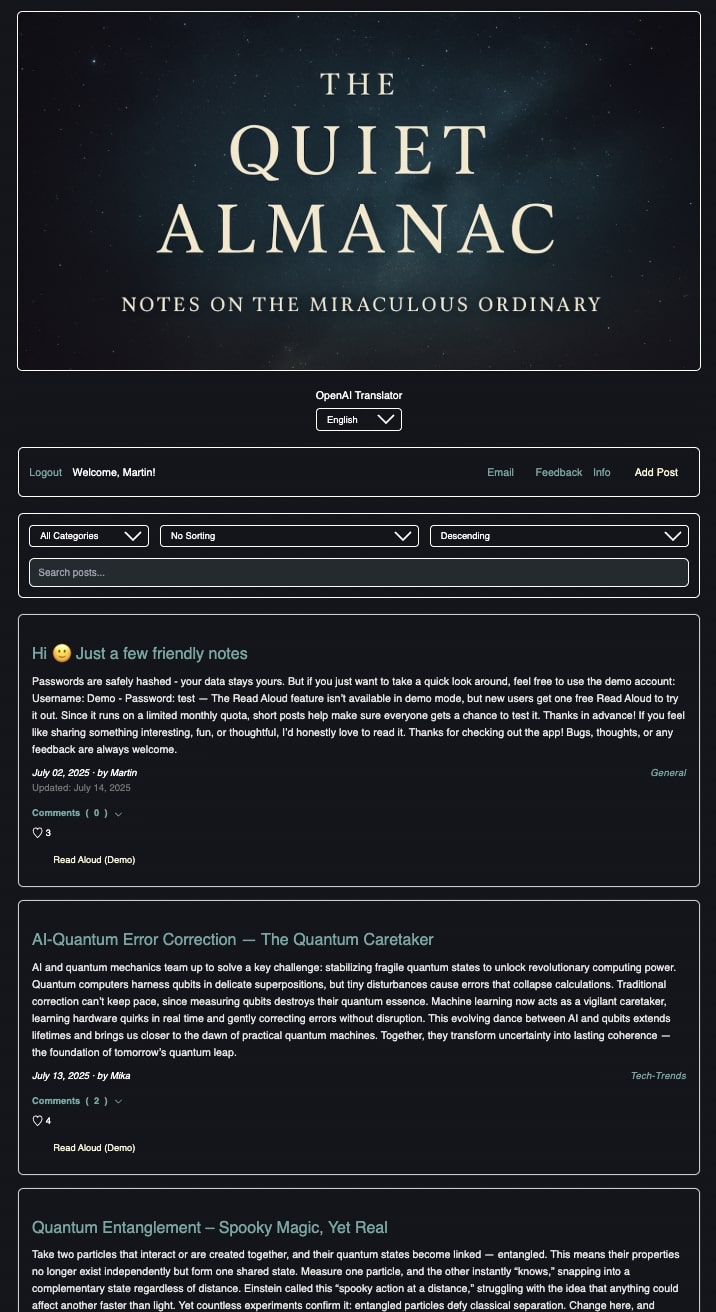 THE
QUIET
ALMANAC
NOTES ON THE MIRACULOUS ORDINARY
OpenAI Translator
English
Logout Welcome, Martin! Email Feedback Info Add Post
All Categories No Sorting Descending
Search posts...
Hi 🙂 Just a few friendly notes
Passwords are safely hashed - your data stays yours. But if you just want to take a quick look around, feel free to use the demo account:
Username: Demo - Password: test — The Read Aloud feature isn’t available in demo mode, but new users get one free Read Aloud to try
it out. Since it runs on a limited monthly quota, short posts help make sure everyone gets a chance to test it. Thanks in advance! If you feel
like sharing something interesting, fun, or thoughtful, I’d honestly love to read it. Thanks for checking out the app! Bugs, thoughts, or any
feedback are always welcome.
July 02, 2025 · by Martin General
Updated: July 14, 2025
Comments ( 0 )
♡ 3
Read Aloud (Demo)
AI-Quantum Error Correction — The Quantum Caretaker
AI and quantum mechanics team up to solve a key challenge: stabilizing fragile quantum states to unlock revolutionary computing power.
Quantum computers harness qubits in delicate superpositions, but tiny disturbances cause errors that collapse calculations. Traditional
correction can’t keep pace, since measuring qubits destroys their quantum essence. Machine learning now acts as a vigilant caretaker,
learning hardware quirks in real time and gently correcting errors without disruption. This evolving dance between AI and qubits extends
lifetimes and brings us closer to the dawn of practical quantum machines. Together, they transform uncertainty into lasting coherence —
the foundation of tomorrow’s quantum leap.
July 13, 2025 · by Mika Tech-Trends
Comments ( 2 )
♡ 4
Read Aloud (Demo)
Quantum Entanglement – Spooky Magic, Yet Real
Take two particles that interact or are created together, and their quantum states become linked — entangled. This means their properties
no longer exist independently but form one shared state. Measure one particle, and the other instantly “knows,” snapping into a
complementary state regardless of distance. Einstein called this “spooky action at a distance,” struggling with the idea that anything could
affect another faster than light. Yet countless experiments confirm it: entangled particles defy classical separation. Change here, and